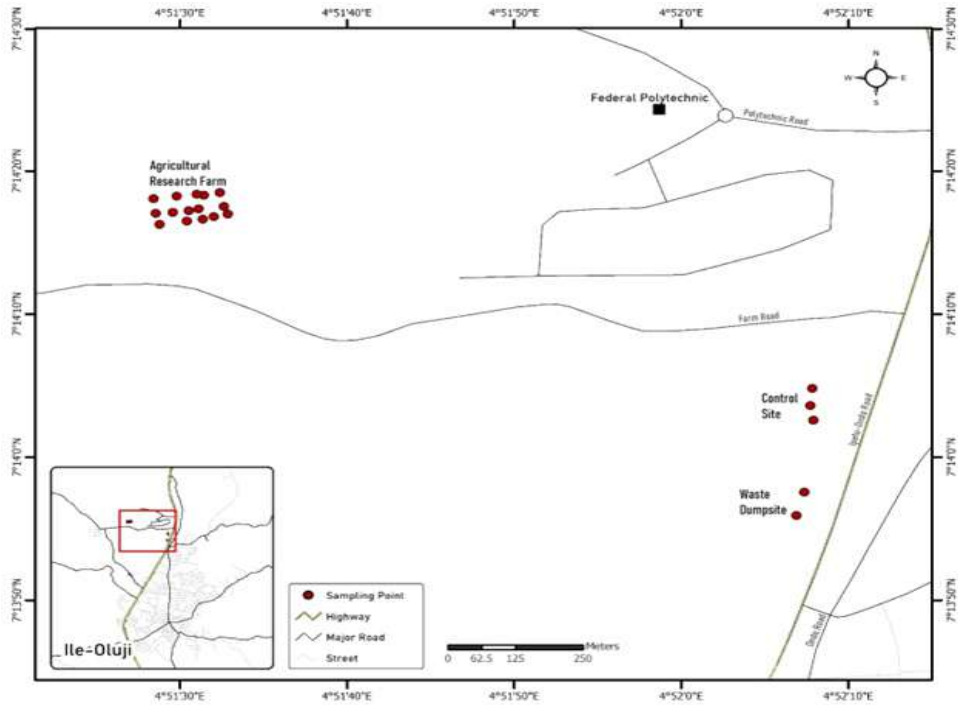 4°51'30"E
4°51'40"E
4°51'50"E
4°52'0"E
4°52'10"E
7°14'30"N
7°14'30"N
N
W
E
S
Federal Polytechnic
Polytechnic Road
Agricultural
Research Farm
7°14'20"N
7°14'20"N
7°14'10"N
7°14'10"N
Farm Road
Control
Site
Road
7°14'0"N
7°14'0"N
Waste
Dumpsite
7°13'50"N
7°13'50"N
Road
Ile-Olúji
Sampling Point
Highway
Major Road
Street
Meters
0 62.5 125 250
4°51'30"E
4°51'40"E
4°51'50"E
4°52'0"E
4°52'10"E